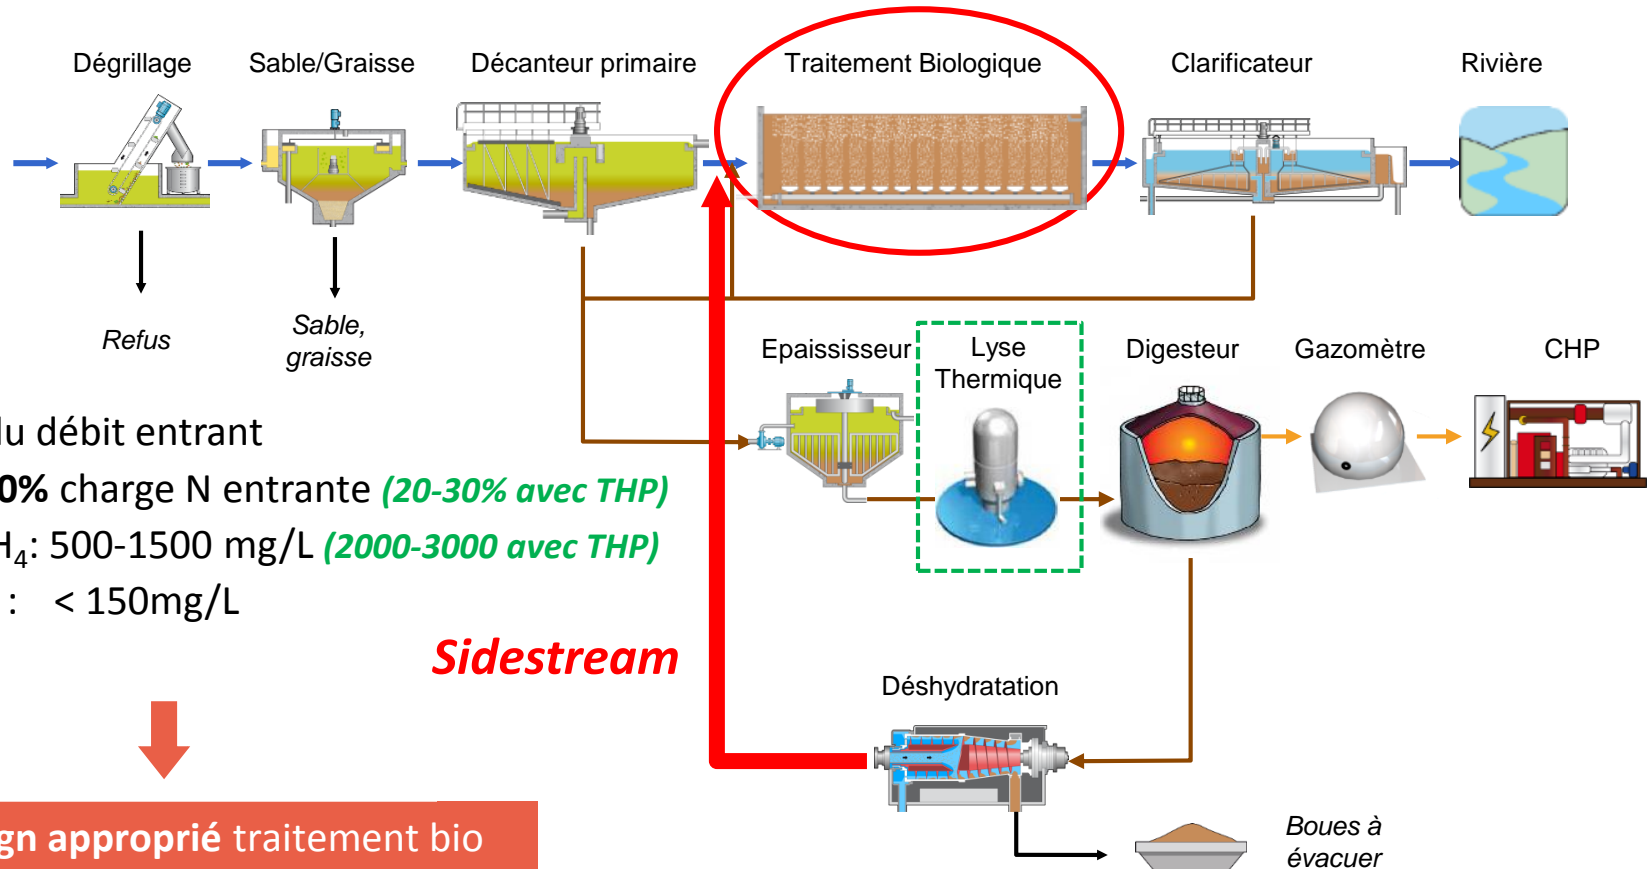 Dégrillage
Sable/Graisse
Décanteur primaire
Traitement Biologique
Clarificateur
Rivière
Refus
Sable,
graisse
Epaississeur
Lyse
Thermique
Digesteur
Gazomètre
CHP
du débit entrant
0% charge N entrante (20-30% avec THP)
H₄: 500-1500 mg/L (2000-3000 avec THP)
: < 150mg/L
Sidestream
Déshydratation
gn approprié traitement bio
Boues à
évacuer